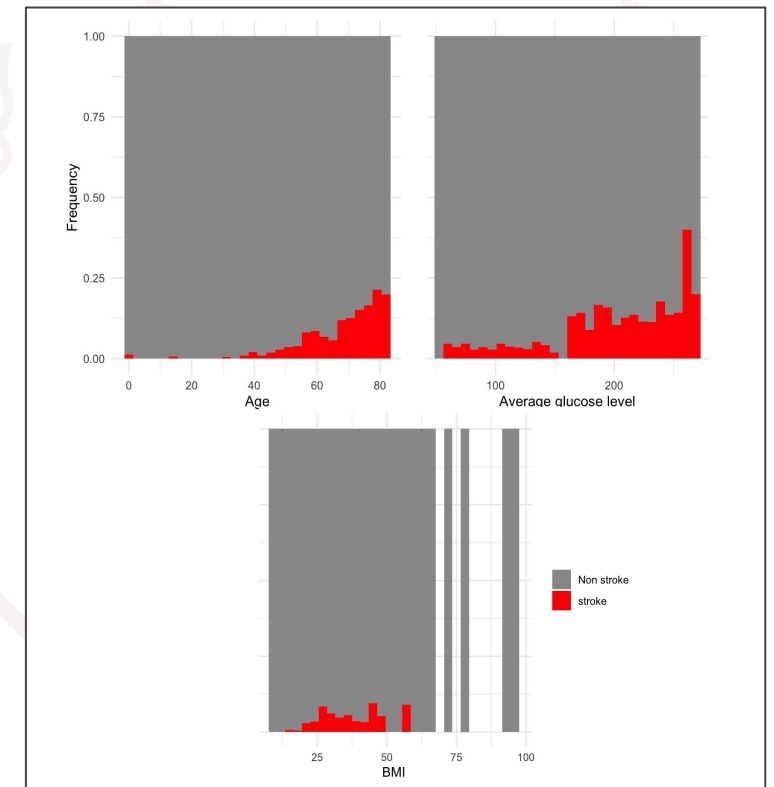 1.00
0.75
0.50
0.25
0.00
Frequency
0 20 40 60 80
Age
100 200
Average glucose level
25 50 75 100
BMI
Non stroke
stroke